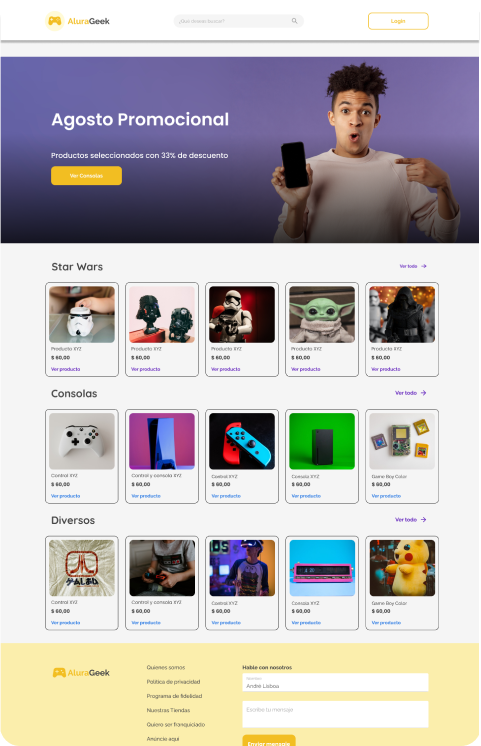 AluraGeek
¿Que deseas buscar?
Login
Agosto Promocional
Productos seleccionados con 33% de descuento
Ver Consolas
Star Wars
Ver todo →
Producto XYZ
$ 60,00
Ver producto
Producto XYZ
$ 60,00
Ver producto
Producto XYZ
$ 60,00
Ver producto
Producto XYZ
$ 60,00
Ver producto
Producto XYZ
$ 60,00
Ver producto
Consolas
Ver todo →
Control XYZ
$ 60,00
Ver producto
Control y consola XYZ
$ 60,00
Ver producto
Control XYZ
$ 60,00
Ver producto
Consola XYZ
$ 60,00
Ver producto
Game Boy Color
$ 60,00
Ver producto
Diversos
Ver todo →
Control XYZ
$ 60,00
Ver producto
Control y consola XYZ
$ 60,00
Ver producto
Control XYZ
$ 60,00
Ver producto
Consola XYZ
$ 60,00
Ver producto
Game Boy Color
$ 60,00
Ver producto
AluraGeek
Quienes somos
Política de privacidad
Programa de fidelidad
Nuestras Tiendas
Quiero ser franquiciado
Anúncie aquí
Hable con nosotros
Nombre
André Lisboa
Escribe tu mensaje
Enviar mensaje